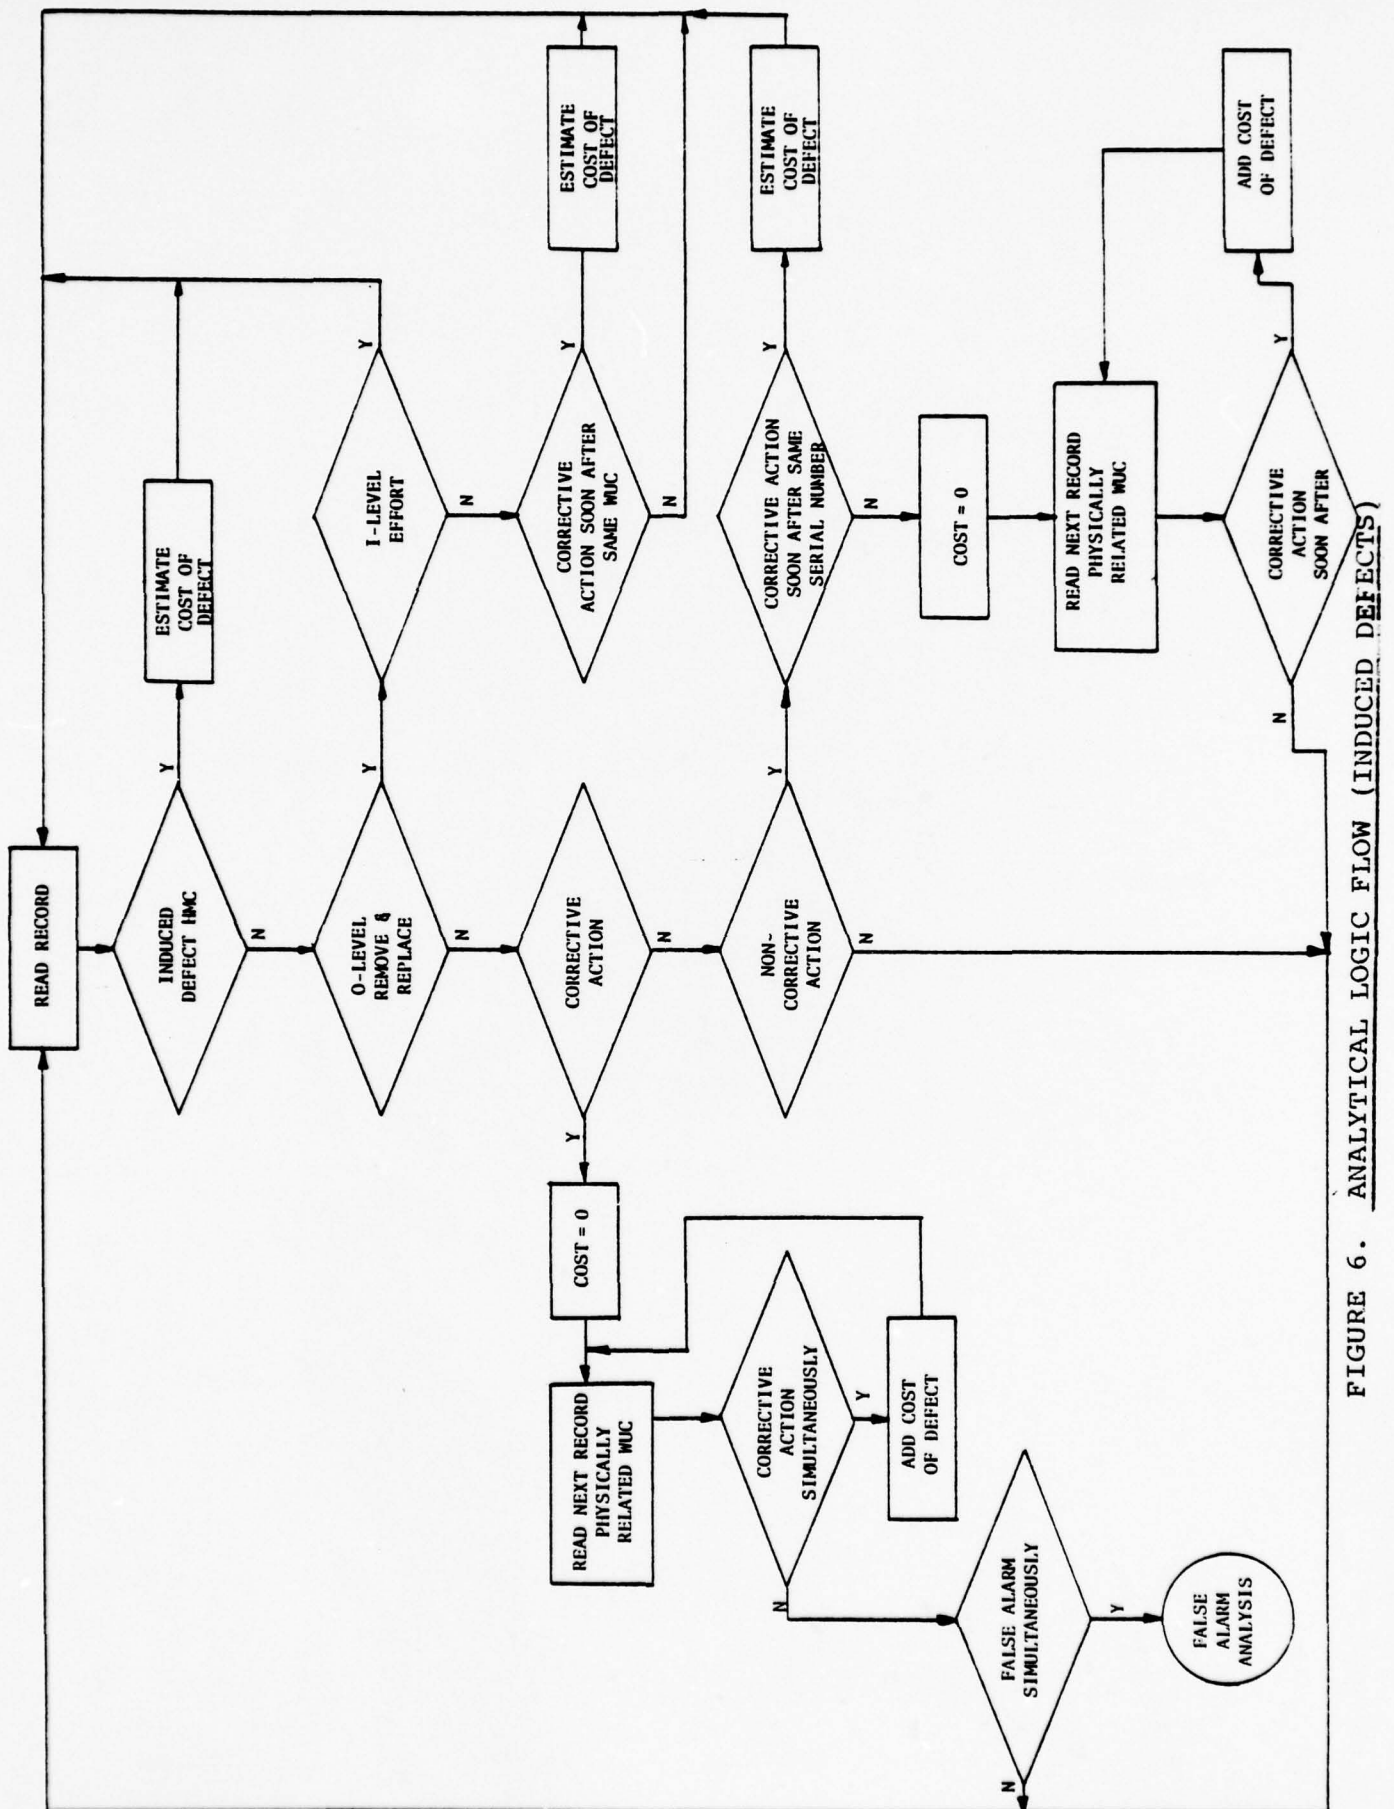 READ RECORD
INDUCED
DEFECT HMC
Y
N
ESTIMATE
COST OF
DEFECT
O-LEVEL
REMOVE &
REPLACE
Y
N
I-LEVEL
EFFORT
Y
N
CORRECTIVE
ACTION SOON AFTER
SAME WUC
Y
N
ESTIMATE
COST OF
DEFECT
CORRECTIVE
ACTION
Y
N
COST = 0
READ NEXT RECORD
PHYSICALLY
RELATED WUC
CORRECTIVE
ACTION
SIMULTANEOUSLY
Y
N
ADD COST
OF DEFECT
FALSE ALARM
SIMULTANEOUSLY
Y
N
FALSE
ALARM
ANALYSIS
NON-
CORRECTIVE
ACTION
Y
N
CORRECTIVE ACTION
SOON AFTER SAME
SERIAL NUMBER
Y
N
ESTIMATE
COST OF
DEFECT
COST = 0
READ NEXT RECORD
PHYSICALLY
RELATED WUC
CORRECTIVE
ACTION
SOON AFTER
Y
N
ADD COST
OF DEFECT
FIGURE 6. ANALYTICAL LOGIC FLOW (INDUCED DEFECTS)